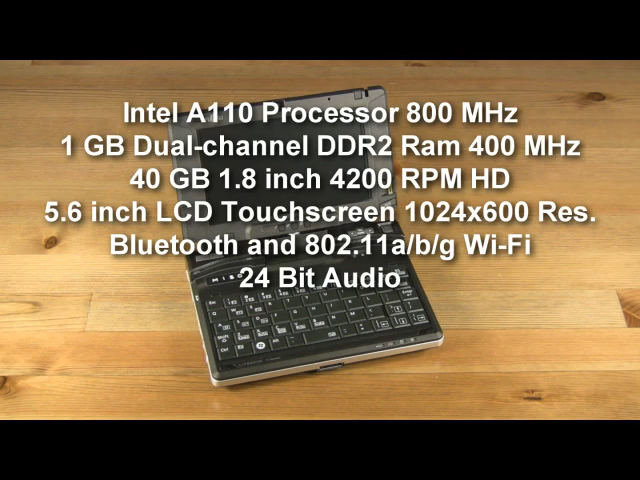 Intel A110 Processor 800 MHz
1 GB Dual-channel DDR2 Ram 400 MHz
40 GB 1.8 inch 4200 RPM HD
5.6 inch LCD Touchscreen 1024x600 Res.
Bluetooth and 802.11a/b/g Wi-Fi
24 Bit Audio